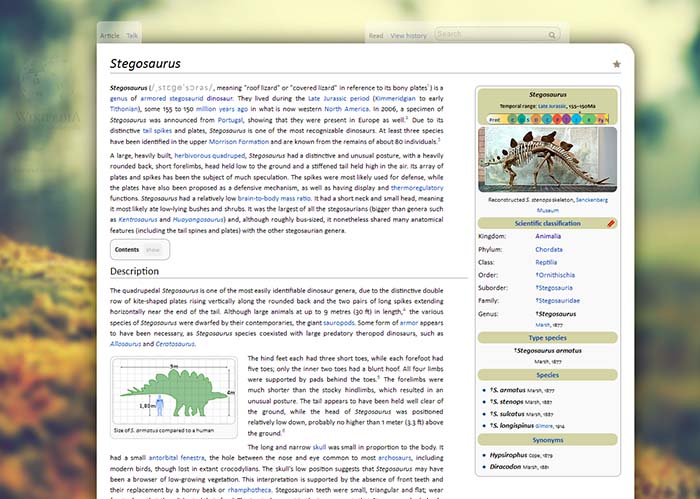 Article Talk
Read View history Search
WIKIPEDIA
Stegosaurus
Stegosaurus (/ˌstɛɡəˈsɔrəs/, meaning "roof lizard" or "covered lizard" in reference to its bony plates¹) is a
genus of armored stegosaurid dinosaur. They lived during the Late Jurassic period (Kimmeridgian to early
Tithonian), some 155 to 150 million years ago in what is now western North America. In 2006, a specimen of
Stegosaurus was announced from Portugal, showing that they were present in Europe as well.² Due to its
distinctive tail spikes and plates, Stegosaurus is one of the most recognizable dinosaurs. At least three species
have been identified in the upper Morrison Formation and are known from the remains of about 80 individuals.³
A large, heavily built, herbivorous quadruped, Stegosaurus had a distinctive and unusual posture, with a heavily
rounded back, short forelimbs, head held low to the ground and a stiffened tail held high in the air. Its array of
plates and spikes has been the subject of much speculation. The spikes were most likely used for defense, while
the plates have also been proposed as a defensive mechanism, as well as having display and thermoregulatory
functions. Stegosaurus had a relatively low brain-to-body mass ratio. It had a short neck and small head, meaning
it most likely ate low-lying bushes and shrubs. It was the largest of all the stegosaurians (bigger than genera such
as Kentrosaurus and Huayangosaurus) and, although roughly bus-sized, it nonetheless shared many anatomical
features (including the tail spines and plates) with the other stegosaurian genera.
Contents show
Description
The quadrupedal Stegosaurus is one of the most easily identifiable dinosaur genera, due to the distinctive double
row of kite-shaped plates rising vertically along the rounded back and the two pairs of long spikes extending
horizontally near the end of the tail. Although large animals at up to 9 metres (30 ft) in length,⁴ the various
species of Stegosaurus were dwarfed by their contemporaries, the giant sauropods. Some form of armor appears
to have been necessary, as Stegosaurus species coexisted with large predatory theropod dinosaurs, such as
Allosaurus and Ceratosaurus.
9m
4m
1,80m
Size of S. armatus compared to a human
The hind feet each had three short toes, while each forefoot had
five toes; only the inner two toes had a blunt hoof. All four limbs
were supported by pads behind the toes.⁵ The forelimbs were
much shorter than the stocky hindlimbs, which resulted in an
unusual posture. The tail appears to have been held well clear of
the ground, while the head of Stegosaurus was positioned
relatively low down, probably no higher than 1 meter (3.3 ft) above
the ground.⁶
The long and narrow skull was small in proportion to the body. It
had a small antorbital fenestra, the hole between the nose and eye common to most archosaurs, including
modern birds, though lost in extant crocodylians. The skull's low position suggests that Stegosaurus may have
been a browser of low-growing vegetation. This interpretation is supported by the absence of front teeth and
their replacement by a horny beak or rhamphotheca. Stegosaurian teeth were small, triangular and flat; wear
Stegosaurus
Temporal range: Late Jurassic, 155–150Ma
PreЄ Є O S D C P T J K Pg N
Reconstructed S. stenops skeleton, Senckenberg
Museum
Scientific classification
Kingdom: Animalia
Phylum: Chordata
Class: Reptilia
Order: †Ornithischia
Suborder: †Stegosauria
Family: †Stegosauridae
Genus: †Stegosaurus
Marsh, 1877
Type species
†Stegosaurus armatus
Marsh, 1877
Species
†S. armatus Marsh, 1877
†S. stenops Marsh, 1887
†S. sulcatus Marsh, 1887
†S. longispinus Gilmore, 1914
Synonyms
Hypsirophus Cope, 1879
Diracodon Marsh, 1881